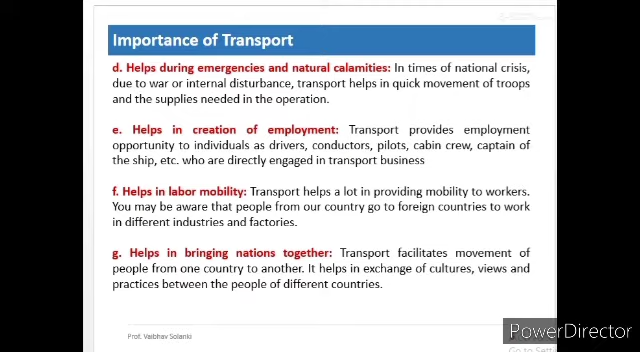 Importance of Transport
d. Helps during emergencies and natural calamities: In times of national crisis,
due to war or internal disturbance, transport helps in quick movement of troops
and the supplies needed in the operation.
e. Helps in creation of employment: Transport provides employment
opportunity to individuals as drivers, conductors, pilots, cabin crew, captain of
the ship, etc. who are directly engaged in transport business
f. Helps in labor mobility: Transport helps a lot in providing mobility to workers.
You may be aware that people from our country go to foreign countries to work
in different industries and factories.
g. Helps in bringing nations together: Transport facilitates movement of
people from one country to another. It helps in exchange of cultures, views and
practices between the people of different countries.
Prof. Vaibhav Solanki
PowerDirector
Go to Sett